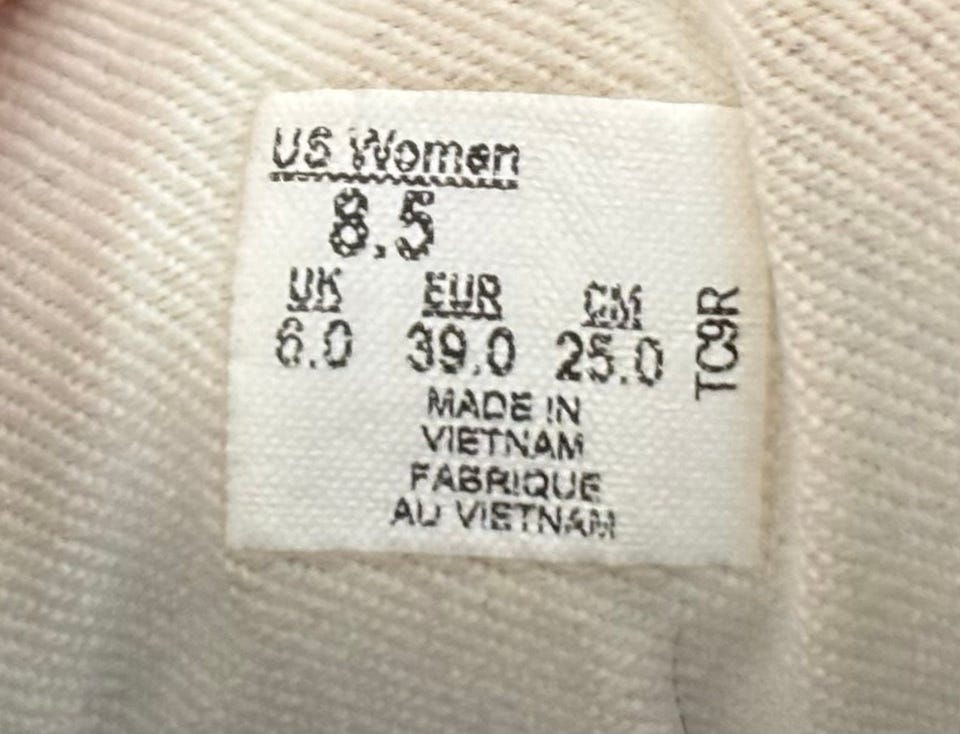 US Women
8.5
UK EUR CM
6.0 39.0 25.0
TC9R
MADE IN
VIETNAM
FABRIQUE
AU VIETNAM